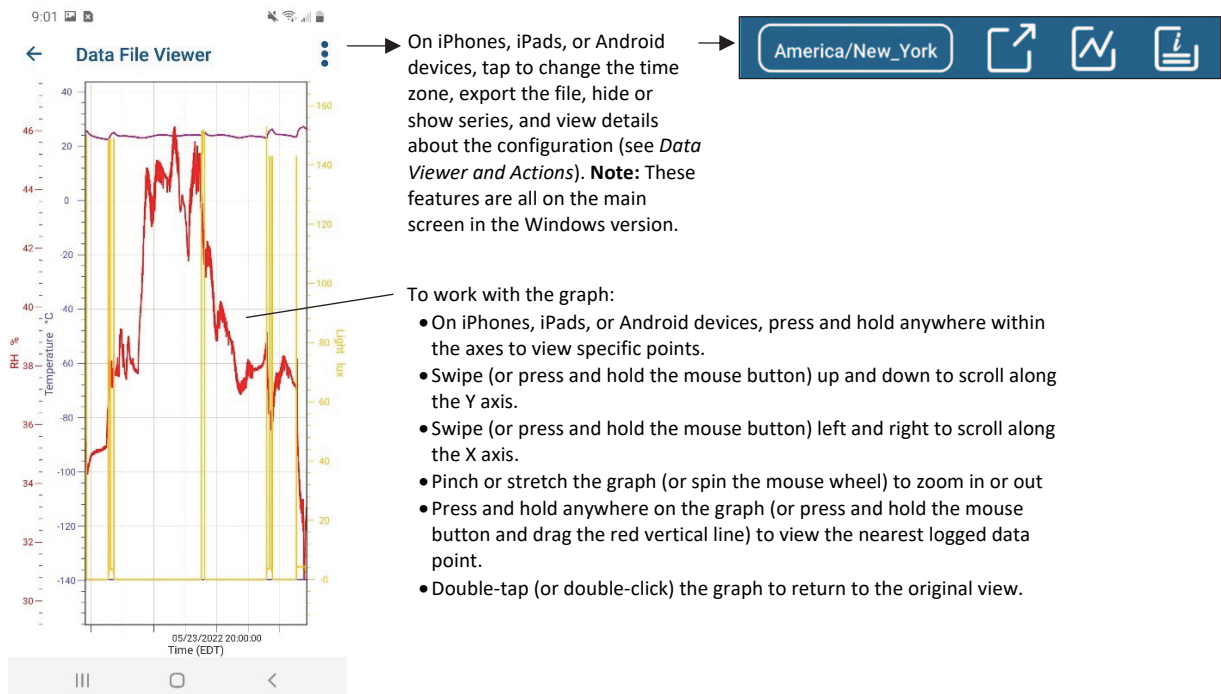 9:01
Data File Viewer
On iPhones, iPads, or Android
devices, tap to change the time
zone, export the file, hide or
show series, and view details
about the configuration (see Data
Viewer and Actions). Note: These
features are all on the main
screen in the Windows version.
America/New_York
i
To work with the graph:
• On iPhones, iPads, or Android devices, press and hold anywhere within
the axes to view specific points.
• Swipe (or press and hold the mouse button) up and down to scroll along
the Y axis.
• Swipe (or press and hold the mouse button) left and right to scroll along
the X axis.
• Pinch or stretch the graph (or spin the mouse wheel) to zoom in or out
• Press and hold anywhere on the graph (or press and hold the mouse
button and drag the red vertical line) to view the nearest logged data
point.
• Double-tap (or double-click) the graph to return to the original view.
RH %
46
44
42
40
38
36
34
32
30
Temperature °C
40
20
0
-20
-40
-60
-80
-100
-120
-140
Light lux
160
140
120
100
80
60
40
20
0
05/23/2022 20:00:00
Time (EDT)